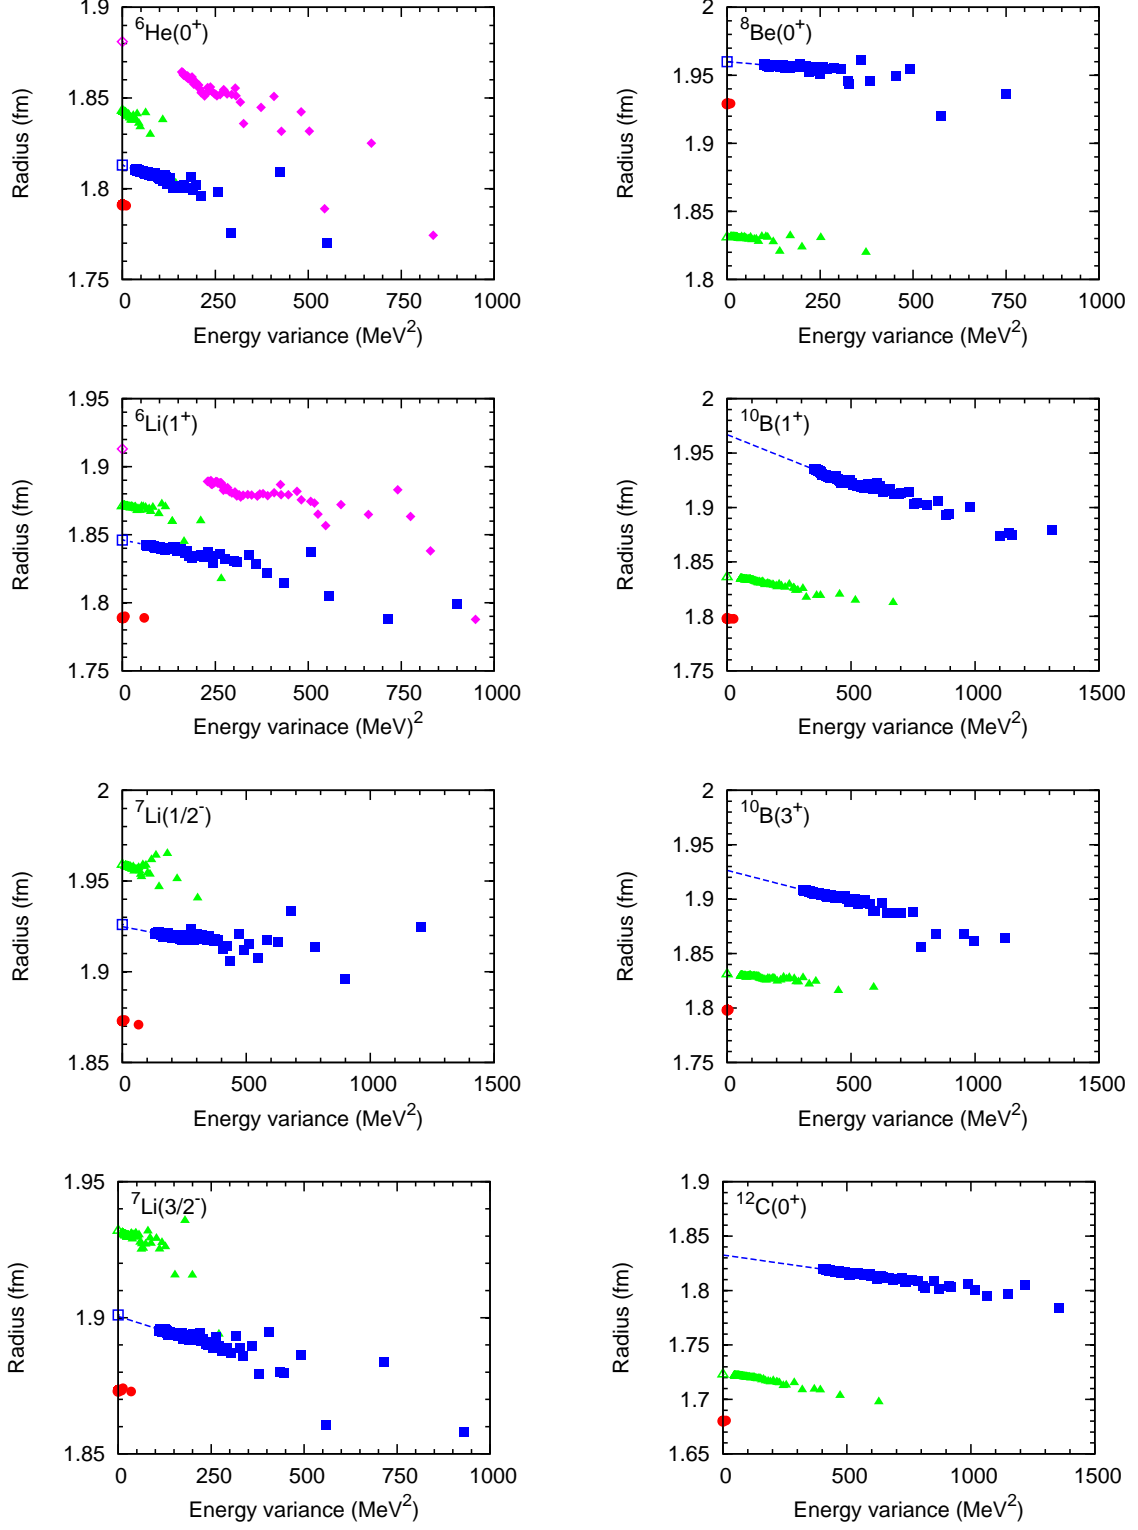 ⁶He(0⁺)
1.9
1.85
1.8
1.75
Radius (fm)
0 250 500 750 1000
Energy variance (MeV²)
⁸Be(0⁺)
2
1.95
1.9
1.85
1.8
Radius (fm)
0 250 500 750 1000
Energy variance (MeV²)
⁶Li(1⁺)
1.95
1.9
1.85
1.8
1.75
Radius (fm)
0 250 500 750 1000
Energy varinace (MeV)²
¹⁰B(1⁺)
2
1.95
1.9
1.85
1.8
1.75
Radius (fm)
0 500 1000 1500
Energy variance (MeV²)
⁷Li(1/2⁻)
2
1.95
1.9
1.85
Radius (fm)
0 500 1000 1500
Energy variance (MeV²)
¹⁰B(3⁺)
2
1.95
1.9
1.85
1.8
1.75
Radius (fm)
0 500 1000 1500
Energy variance (MeV²)
⁷Li(3/2⁻)
1.95
1.9
1.85
Radius (fm)
0 250 500 750 1000
Energy variance (MeV²)
¹²C(0⁺)
1.9
1.85
1.8
1.75
1.7
1.65
Radius (fm)
0 500 1000 1500
Energy variance (MeV²)